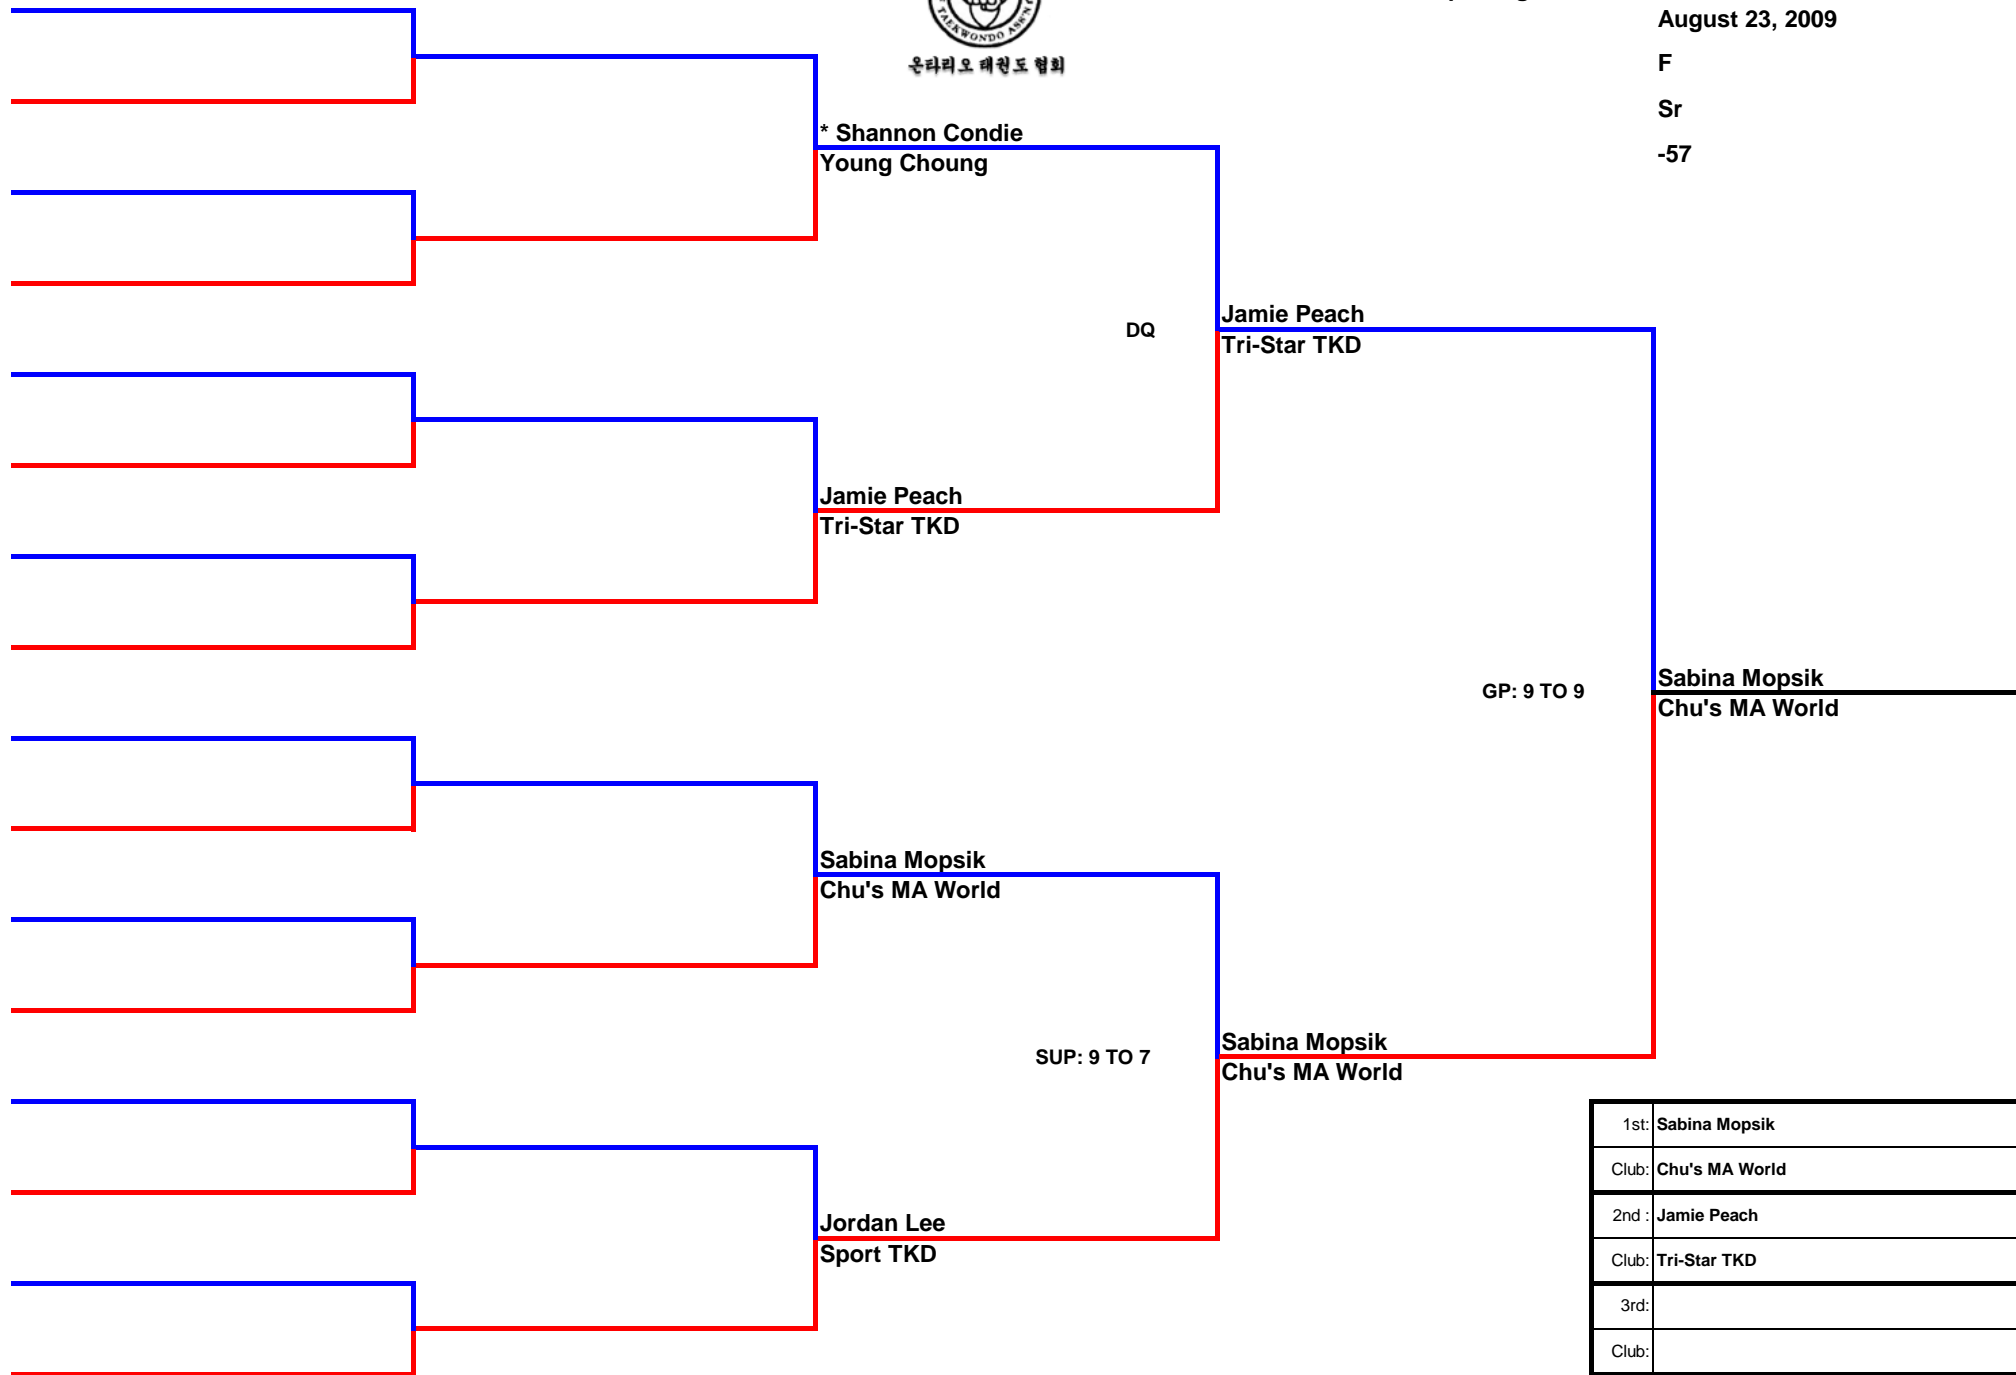 TAEKWONDO ASS'N
온타리오 태권도 협회
August 23, 2009
F
Sr
-57
* Shannon Condie
Young Choung
DQ
Jamie Peach
Tri-Star TKD
Jamie Peach
Tri-Star TKD
GP: 9 TO 9
Sabina Mopsik
Chu's MA World
Sabina Mopsik
Chu's MA World
SUP: 9 TO 7
Sabina Mopsik
Chu's MA World
Jordan Lee
Sport TKD
1st: Sabina Mopsik
Club: Chu's MA World
2nd : Jamie Peach
Club: Tri-Star TKD
3rd:
Club: